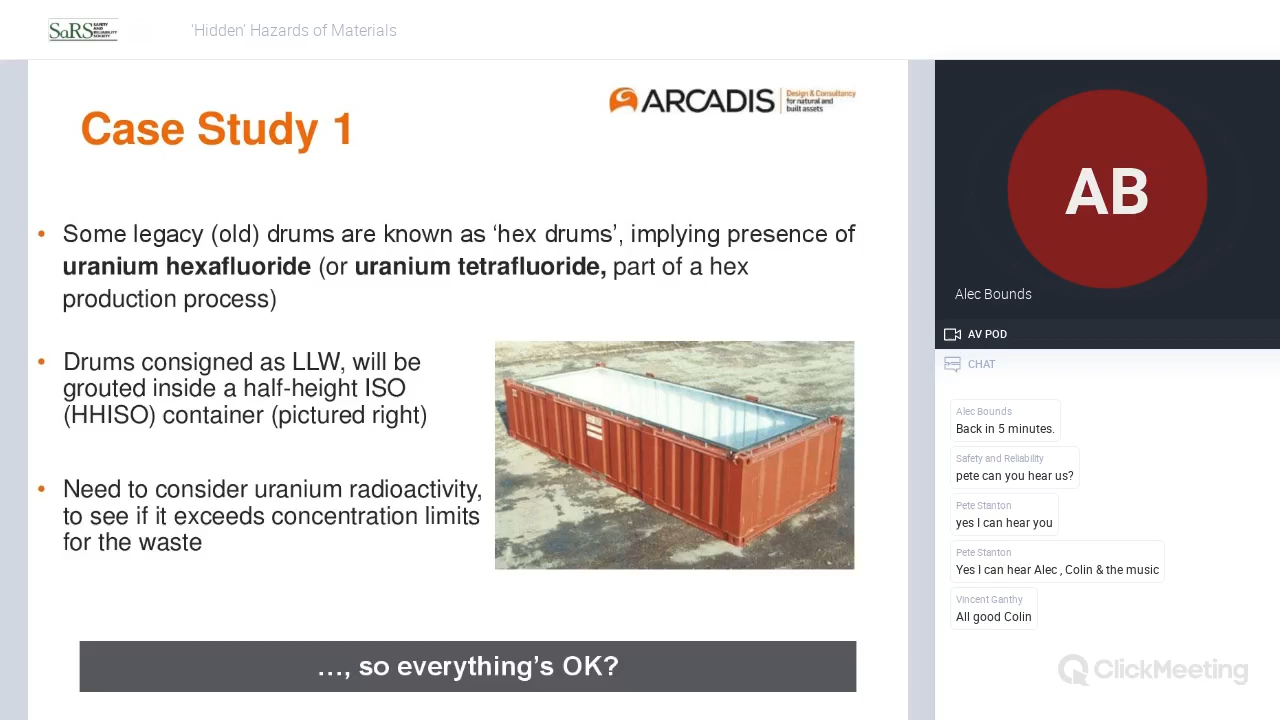 SaRS SAFETY
AND
RELIABILITY
SOCIETY
'Hidden' Hazards of Materials
ARCADIS Design & Consultancy
for natural and
built assets
Case Study 1
• Some legacy (old) drums are known as ‘hex drums’, implying presence of
uranium hexafluoride (or uranium tetrafluoride, part of a hex
production process)
• Drums consigned as LLW, will be
grouted inside a half-height ISO
(HHISO) container (pictured right)
• Need to consider uranium radioactivity,
to see if it exceeds concentration limits
for the waste
…, so everything’s OK?
AB
Alec Bounds
AV POD
CHAT
Alec Bounds
Back in 5 minutes.
Safety and Reliability
pete can you hear us?
Pete Stanton
yes I can hear you
Pete Stanton
Yes I can hear Alec , Colin & the music
Vincent Ganthy
All good Colin
ClickMeeting